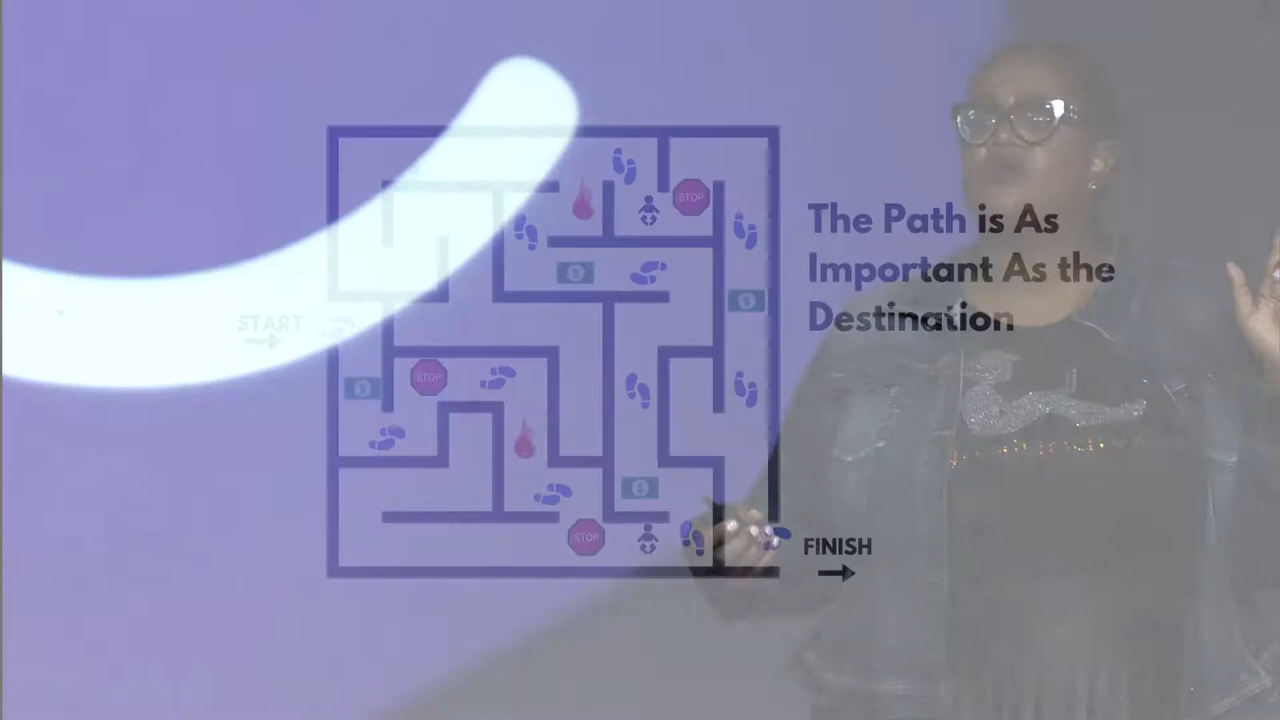 The Path is As
Important As the
Destination
START
STOP
STOP
STOP
FINISH